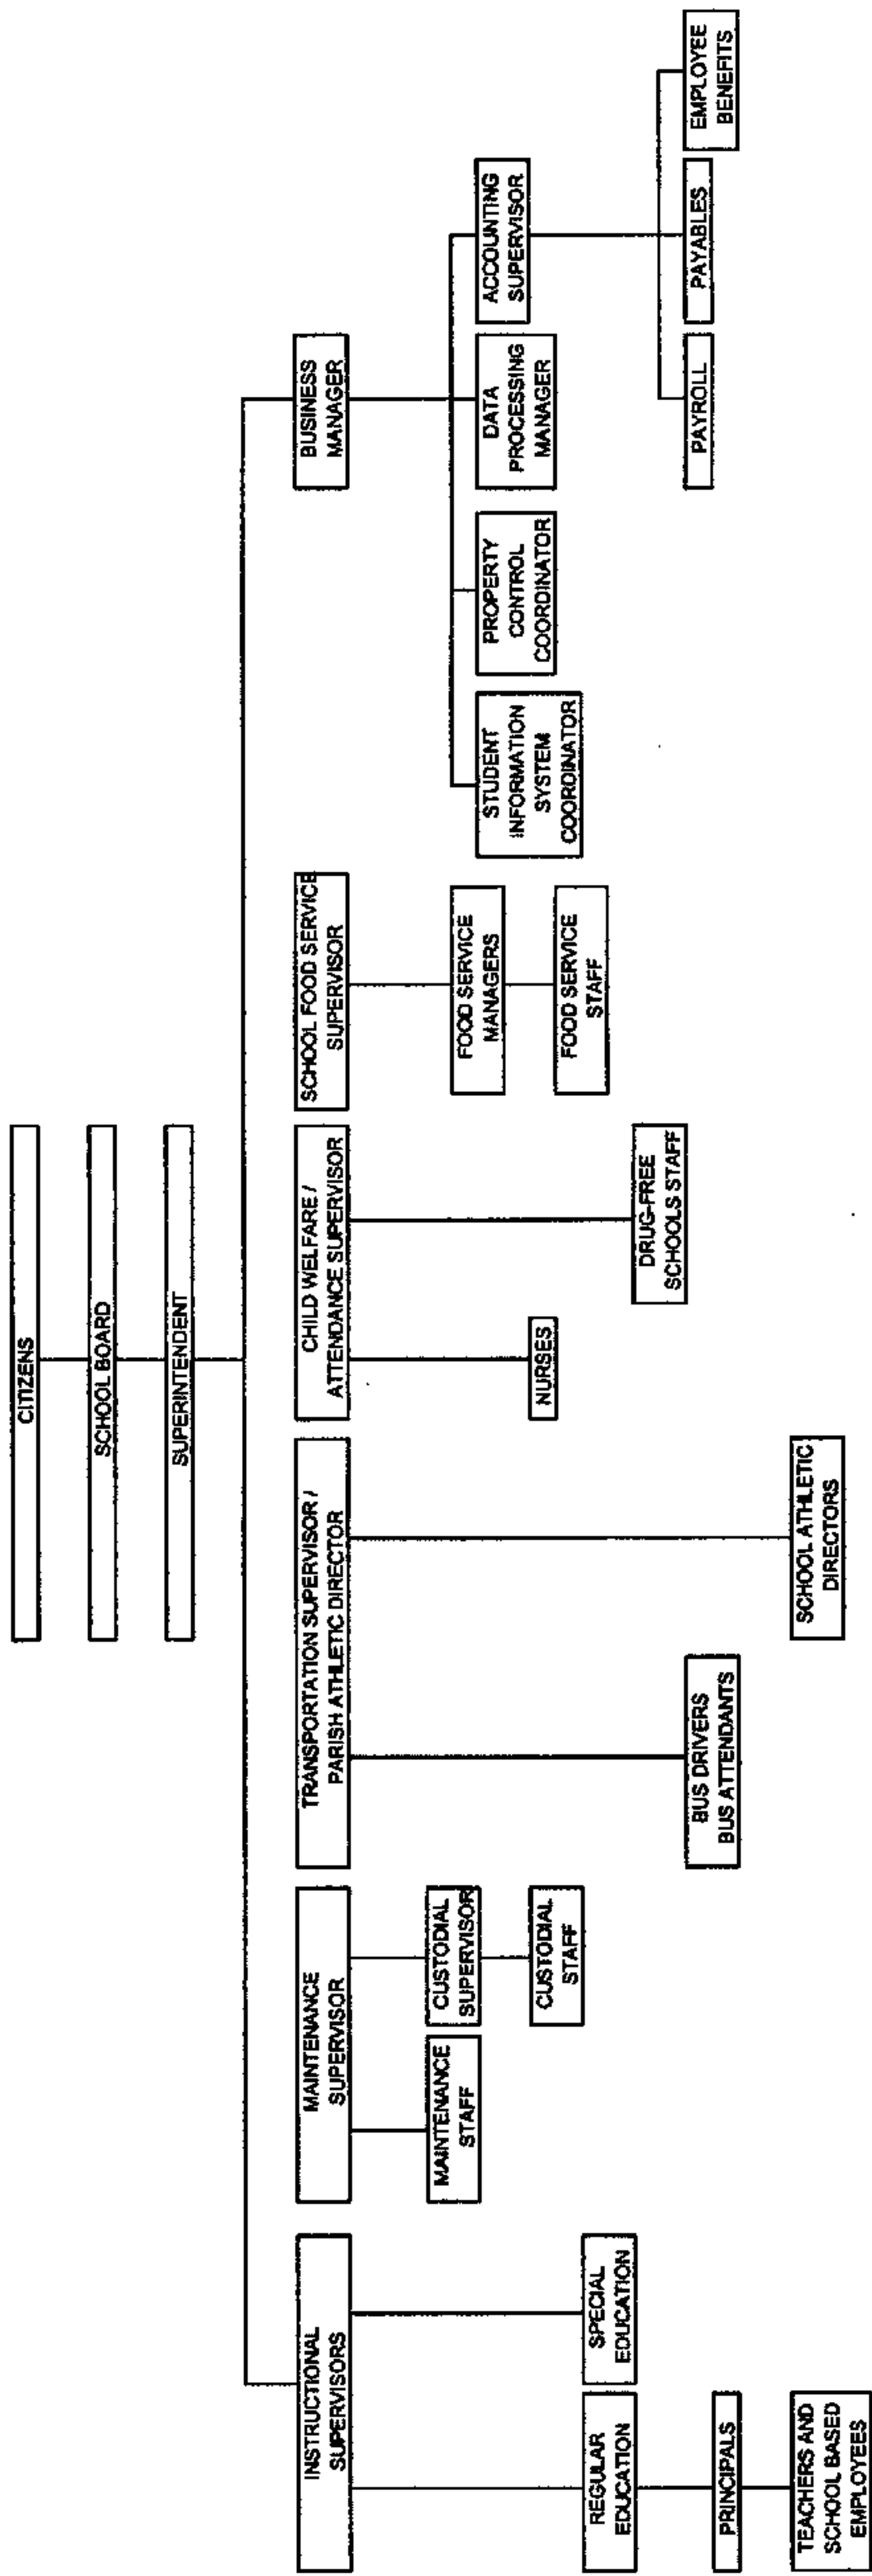 CITIZENS
SCHOOL BOARD
SUPERINTENDENT
INSTRUCTIONAL
SUPERVISORS
MAINTENANCE
SUPERVISOR
TRANSPORTATION SUPERVISOR /
PARISH ATHLETIC DIRECTOR
CHILD WELFARE /
ATTENDANCE SUPERVISOR
SCHOOL FOOD SERVICE
SUPERVISOR
BUSINESS
MANAGER
MAINTENANCE
STAFF
CUSTODIAL
SUPERVISOR
CUSTODIAL
STAFF
NURSES
FOOD SERVICE
MANAGERS
FOOD SERVICE
STAFF
STUDENT
INFORMATION
SYSTEM
COORDINATOR
PROPERTY
CONTROL
COORDINATOR
DATA
PROCESSING
MANAGER
ACCOUNTING
SUPERVISOR
REGULAR
EDUCATION
SPECIAL
EDUCATION
DRUG-FREE
SCHOOLS STAFF
PRINCIPALS
BUS DRIVERS
BUS ATTENDANTS
PAYROLL
PAYABLES
EMPLOYEE
BENEFITS
TEACHERS AND
SCHOOL BASED
EMPLOYEES
SCHOOL ATHLETIC
DIRECTORS